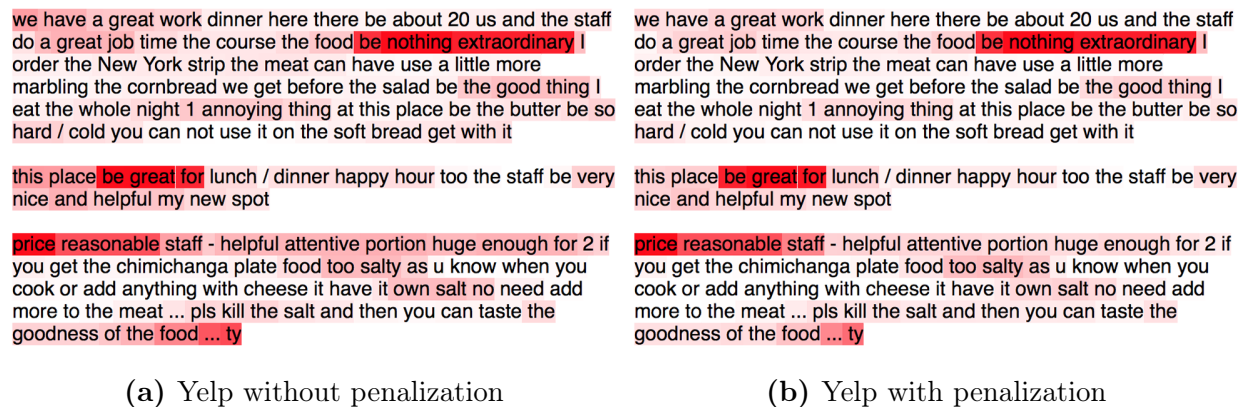 we have a great work dinner here there be about 20 us and the staff
do a great job time the course the food be nothing extraordinary I
order the New York strip the meat can have use a little more
marbling the cornbread we get before the salad be the good thing I
eat the whole night 1 annoying thing at this place be the butter be so
hard / cold you can not use it on the soft bread get with it
this place be great for lunch / dinner happy hour too the staff be very
nice and helpful my new spot
price reasonable staff - helpful attentive portion huge enough for 2 if
you get the chimichanga plate food too salty as u know when you
cook or add anything with cheese it have it own salt no need add
more to the meat ... pls kill the salt and then you can taste the
goodness of the food ... ty
(a) Yelp without penalization
we have a great work dinner here there be about 20 us and the staff
do a great job time the course the food be nothing extraordinary I
order the New York strip the meat can have use a little more
marbling the cornbread we get before the salad be the good thing I
eat the whole night 1 annoying thing at this place be the butter be so
hard / cold you can not use it on the soft bread get with it
this place be great for lunch / dinner happy hour too the staff be very
nice and helpful my new spot
price reasonable staff - helpful attentive portion huge enough for 2 if
you get the chimichanga plate food too salty as u know when you
cook or add anything with cheese it have it own salt no need add
more to the meat ... pls kill the salt and then you can taste the
goodness of the food ... ty
(b) Yelp with penalization